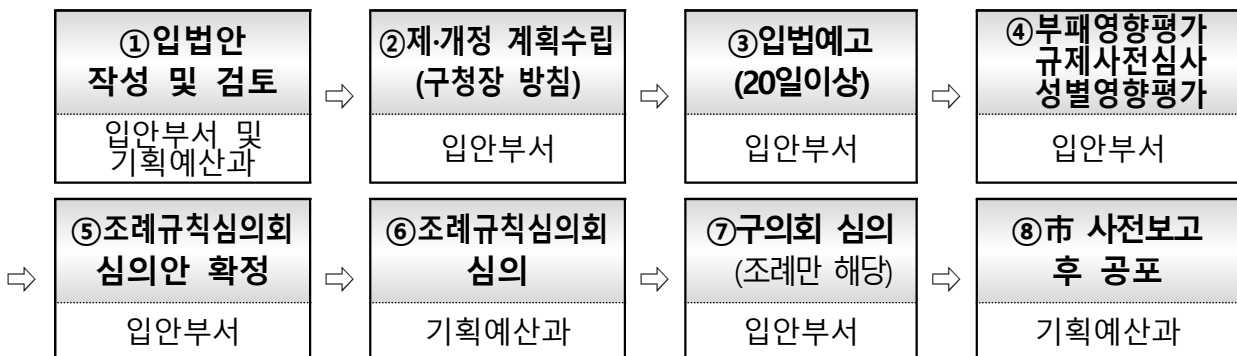 ①입법안
작성 및 검토
입안부서 및
기획예산과
⇨
②제·개정 계획수립
(구청장 방침)
입안부서
⇨
③입법예고
(20일이상)
입안부서
⇨
④부패영향평가
규제사전심사
성별영향평가
입안부서
⇨
⑤조례규칙심의회
심의안 확정
입안부서
⇨
⑥조례규칙심의회
심의
기획예산과
⇨
⑦구의회 심의
(조례만 해당)
입안부서
⇨
⑧市 사전보고
후 공포
기획예산과